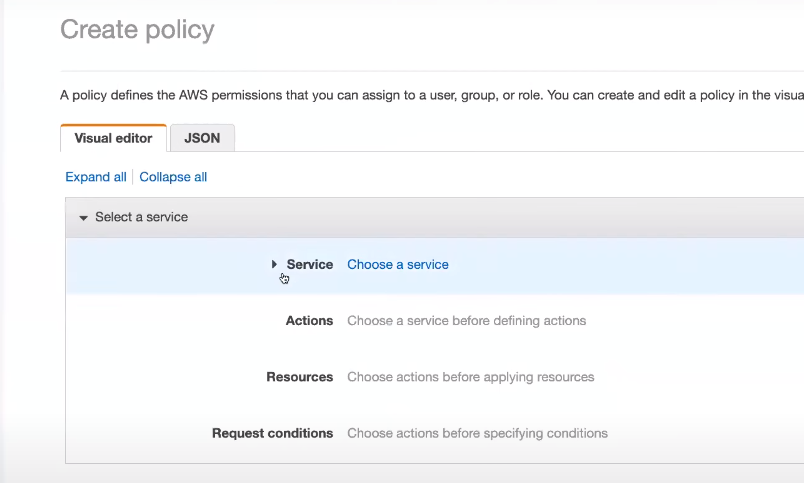 Create policy
A policy defines the AWS permissions that you can assign to a user, group, or role. You can create and edit a policy in the visua
Visual editor JSON
Expand all Collapse all
Select a service
Service Choose a service
Actions Choose a service before defining actions
Resources Choose actions before applying resources
Request conditions Choose actions before specifying conditions